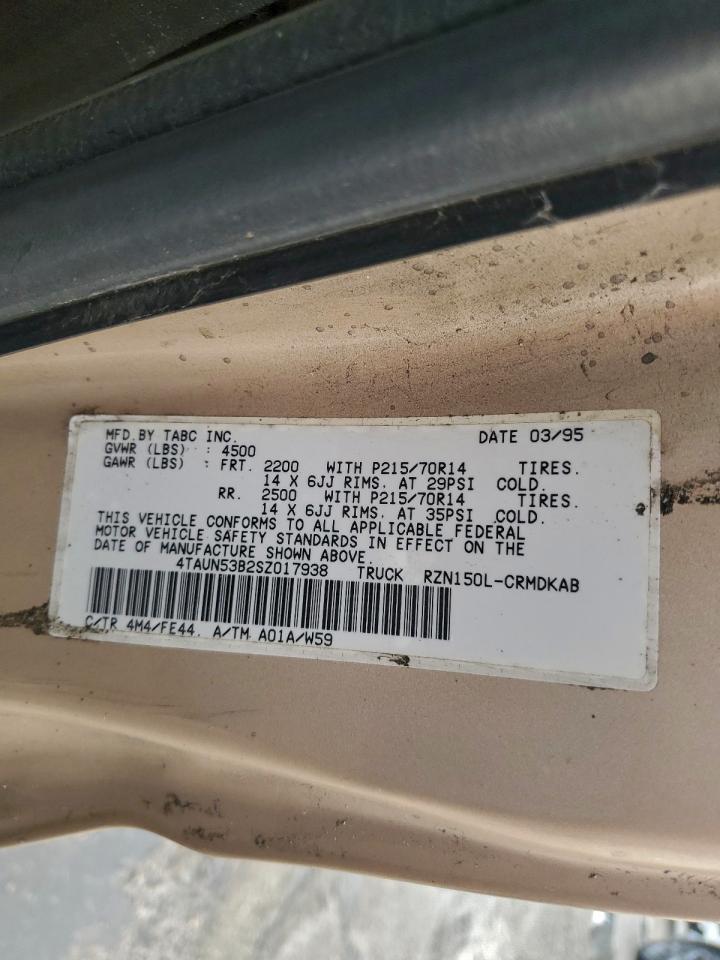 MFD.BY TABC INC. DATE 03/95
GVWR (LBS) : 4500
GAWR (LBS) : FRT. 2200 WITH P215/70R14 TIRES.
14 X 6JJ RIMS. AT 29PSI COLD.
RR. 2500 WITH P215/70R14 TIRES.
14 X 6JJ RIMS. AT 35PSI COLD.
THIS VEHICLE CONFORMS TO ALL APPLICABLE FEDERAL
MOTOR VEHICLE SAFETY STANDARDS IN EFFECT ON THE
DATE OF MANUFACTURE SHOWN ABOVE.
4TAUN53B2SZ017938 TRUCK RZN150L-CRMDKAB
C/TR 4M4/FE44. A/TM A01A/W59